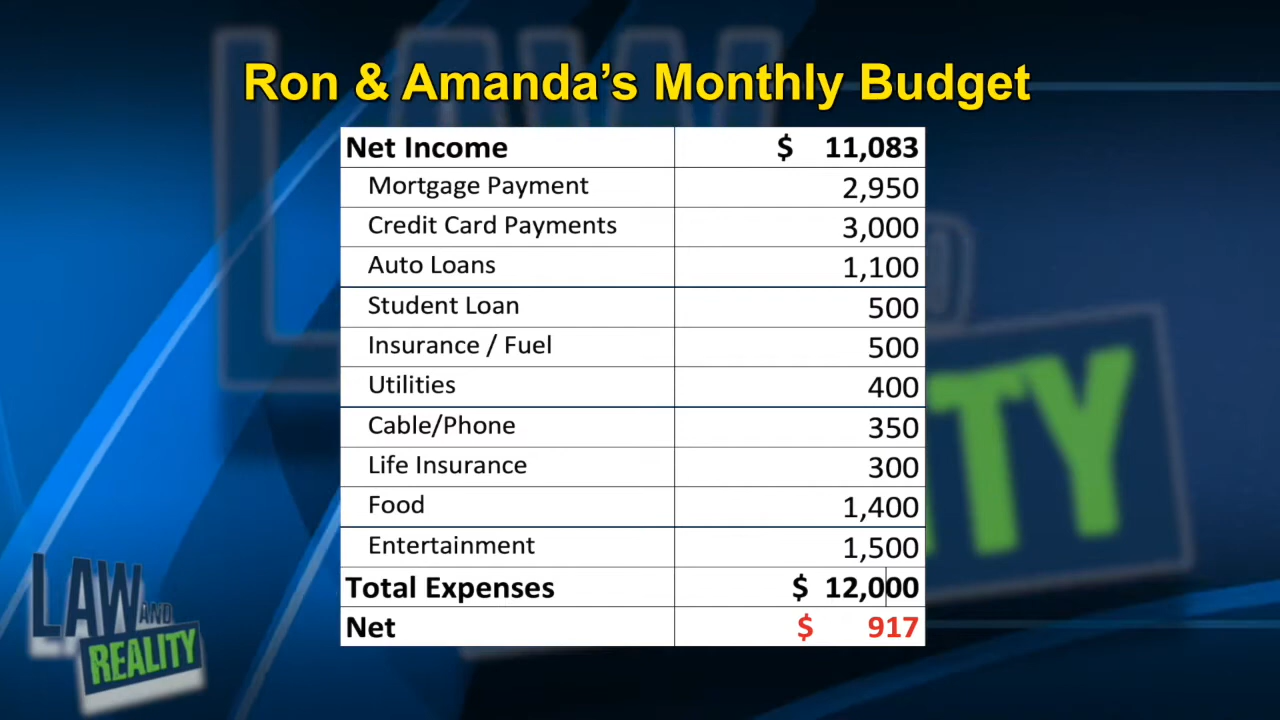 Ron & Amanda's Monthly Budget
Net Income $ 11,083
Mortgage Payment 2,950
Credit Card Payments 3,000
Auto Loans 1,100
Student Loan 500
Insurance / Fuel 500
Utilities 400
Cable/Phone 350
Life Insurance 300
Food 1,400
Entertainment 1,500
Total Expenses $ 12,000
Net $ 917
LAW
AND
REALITY
LAW
TY